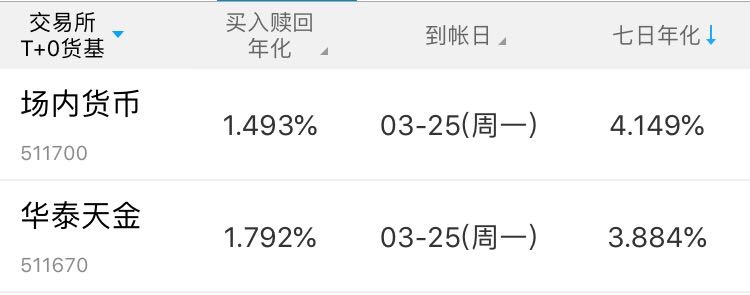 交易所 买入赎回 到帐日 七日年化↓
T+0货基 年化
场内货币 1.493% 03-25(周一) 4.149%
511700
华泰天金 1.792% 03-25(周一) 3.884%
511670